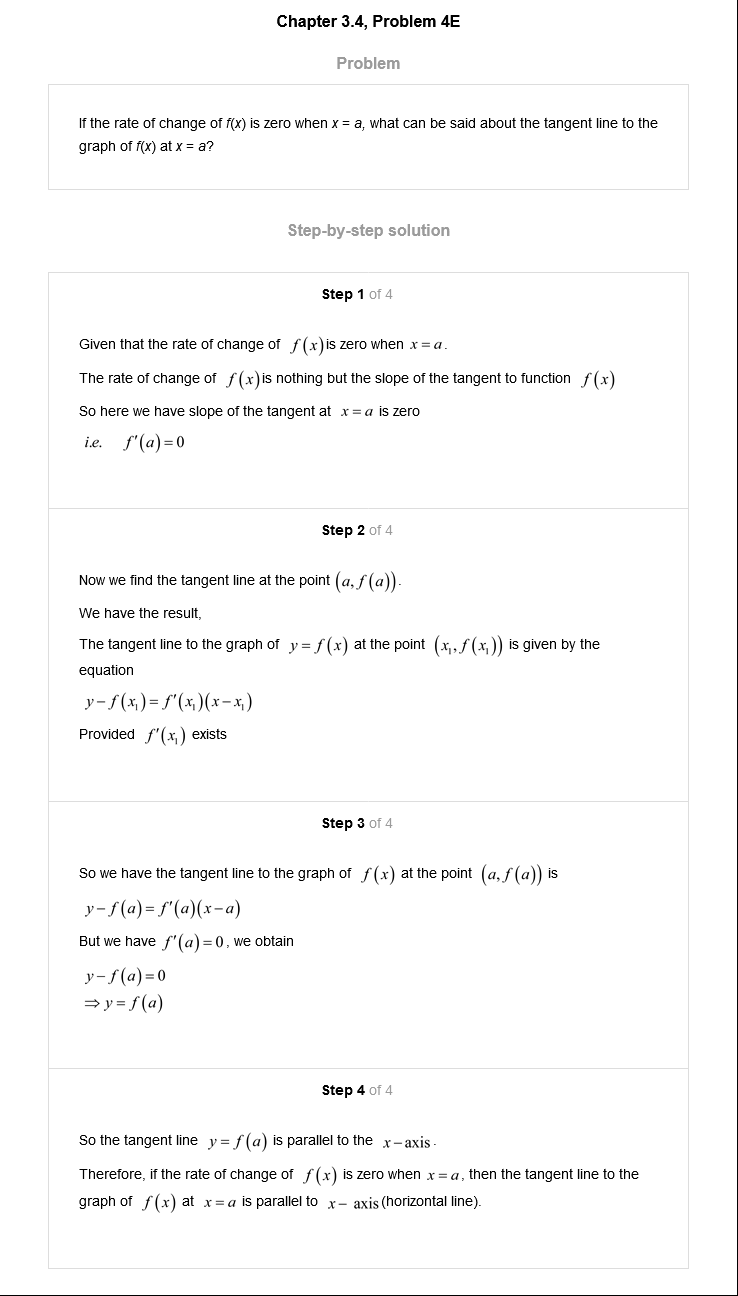 Chapter 3.4, Problem 4E
Problem
If the rate of change of f(x) is zero when x = a, what can be said about the tangent line to the
graph of f(x) at x = a?
Step-by-step solution
Step 1 of 4
Given that the rate of change of f(x) is zero when x = a.
The rate of change of f(x) is nothing but the slope of the tangent to function f(x)
So here we have slope of the tangent at x = a is zero
i.e. f′(a) = 0
Step 2 of 4
Now we find the tangent line at the point (a, f(a)).
We have the result,
The tangent line to the graph of y = f(x) at the point (x₁, f(x₁)) is given by the
equation
y − f(x₁) = f′(x₁)(x − x₁)
Provided f′(x₁) exists
Step 3 of 4
So we have the tangent line to the graph of f(x) at the point (a, f(a)) is
y − f(a) = f′(a)(x − a)
But we have f′(a) = 0, we obtain
y − f(a) = 0
⇒ y = f(a)
Step 4 of 4
So the tangent line y = f(a) is parallel to the x − axis.
Therefore, if the rate of change of f(x) is zero when x = a, then the tangent line to the
graph of f(x) at x = a is parallel to x − axis (horizontal line).